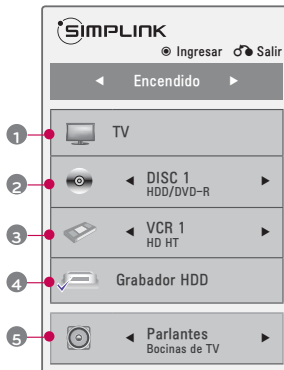 SIMPLINK
Ingresar Salir
Encendido
1 TV
2 DISC 1
HDD/DVD-R
3 VCR 1
HD HT
4 Grabador HDD
5 Parlantes
Bocinas de TV